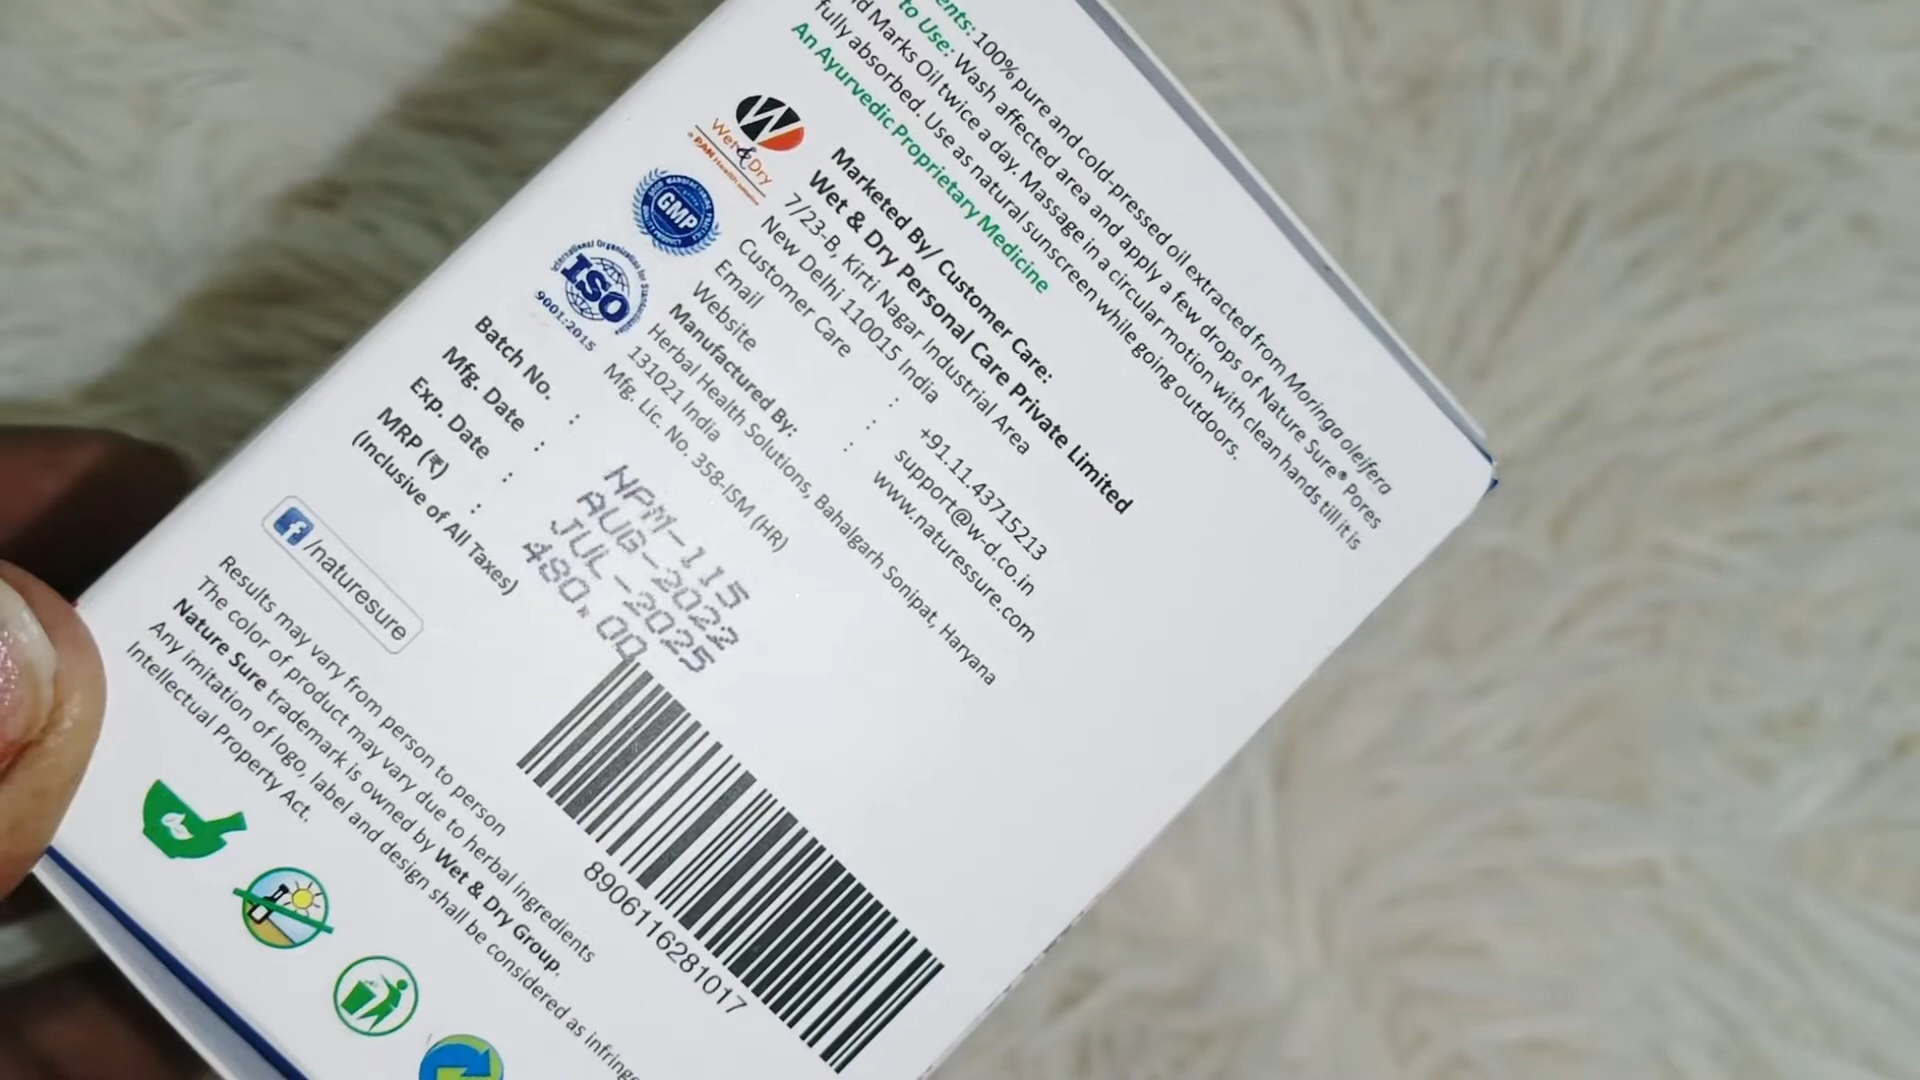 ents: 100% pure and cold-pressed oil extracted from Moringa oleifera
to Use: Wash affected area and apply a few drops of Nature Sure® Pores
nd Marks Oil twice a day. Massage in a circular motion with clean hands till it is
fully absorbed. Use as natural sunscreen while going outdoors.
An Ayurvedic Proprietary Medicine
Wet & Dry
GMP
International Organization for Standardization
ISO
9001:2015
Marketed By/ Customer Care:
Wet & Dry Personal Care Private Limited
7/23-B, Kirti Nagar Industrial Area
New Delhi 110015 India
Customer Care : +91.11.43715213
Email : support@w-d.co.in
Website : www.naturessure.com
Manufactured By:
Herbal Health Solutions, Bahalgarh Sonipat, Haryana
131021 India
Mfg. Lic. No. 358-ISM (HR)
Batch No. : NPM-115
Mfg. Date : AUG-2022
Exp. Date : JUL-2025
MRP (₹) : 480.00
(Inclusive of All Taxes)
f/naturesure
Results may vary from person to person
The color of product may vary due to herbal ingredients
Nature Sure trademark is owned by Wet & Dry Group.
Any imitation of logo, label and design shall be considered as infringe
Intellectual Property Act.
8906116281017